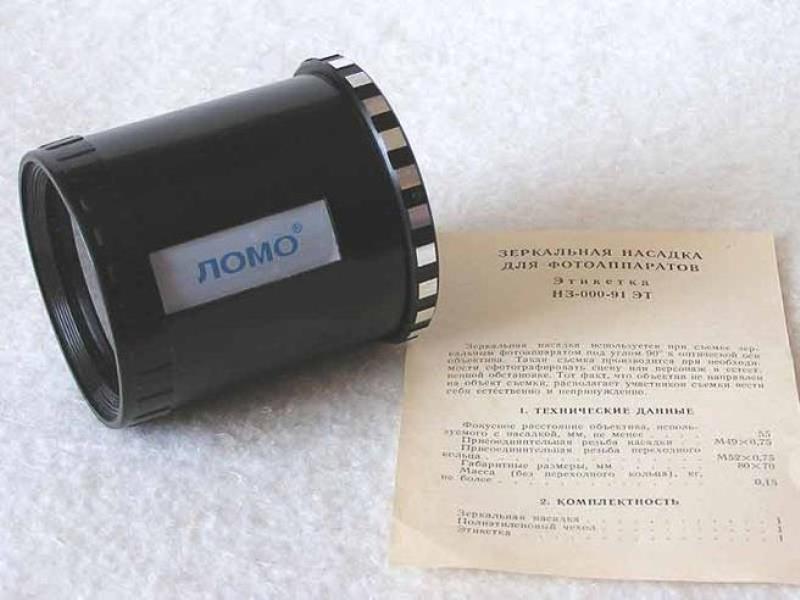 ЛОМО®
ЗЕРКАЛЬНАЯ НАСАДКА
ДЛЯ ФОТОАППАРАТОВ
Этикетка
НЗ-000-91 ЭТ
Зеркальная насадка используется при съемке зер-
кальным фотоаппаратом под углом 90° к оптической оси
объектива. Такая съемка производится при необходи-
мости сфотографировать сцену или персонаж в естест-
венной обстановке. Тот факт, что объектив не направлен
на объект съемки, располагает участников съемки вести
себя естественно и непринужденно.
1. ТЕХНИЧЕСКИЕ ДАННЫЕ
Фокусное расстояние объектива, исполь-
зуемого с насадкой, мм, не менее . . . . 55
Присоединительная резьба насадки . . М49×0,75
Присоединительная резьба переходного
кольца . . . . . . . . . . М52×0,75
Габаритные размеры, мм . . . . . 80×70
Масса (без переходного кольца), кг,
не более . . . . . . . . . . 0,15
2. КОМПЛЕКТНОСТЬ
Зеркальная насадка . . . . . . . . 1
Полиэтиленовый чехол . . . . . . . 1
Этикетка . . . . . . . . . . 1